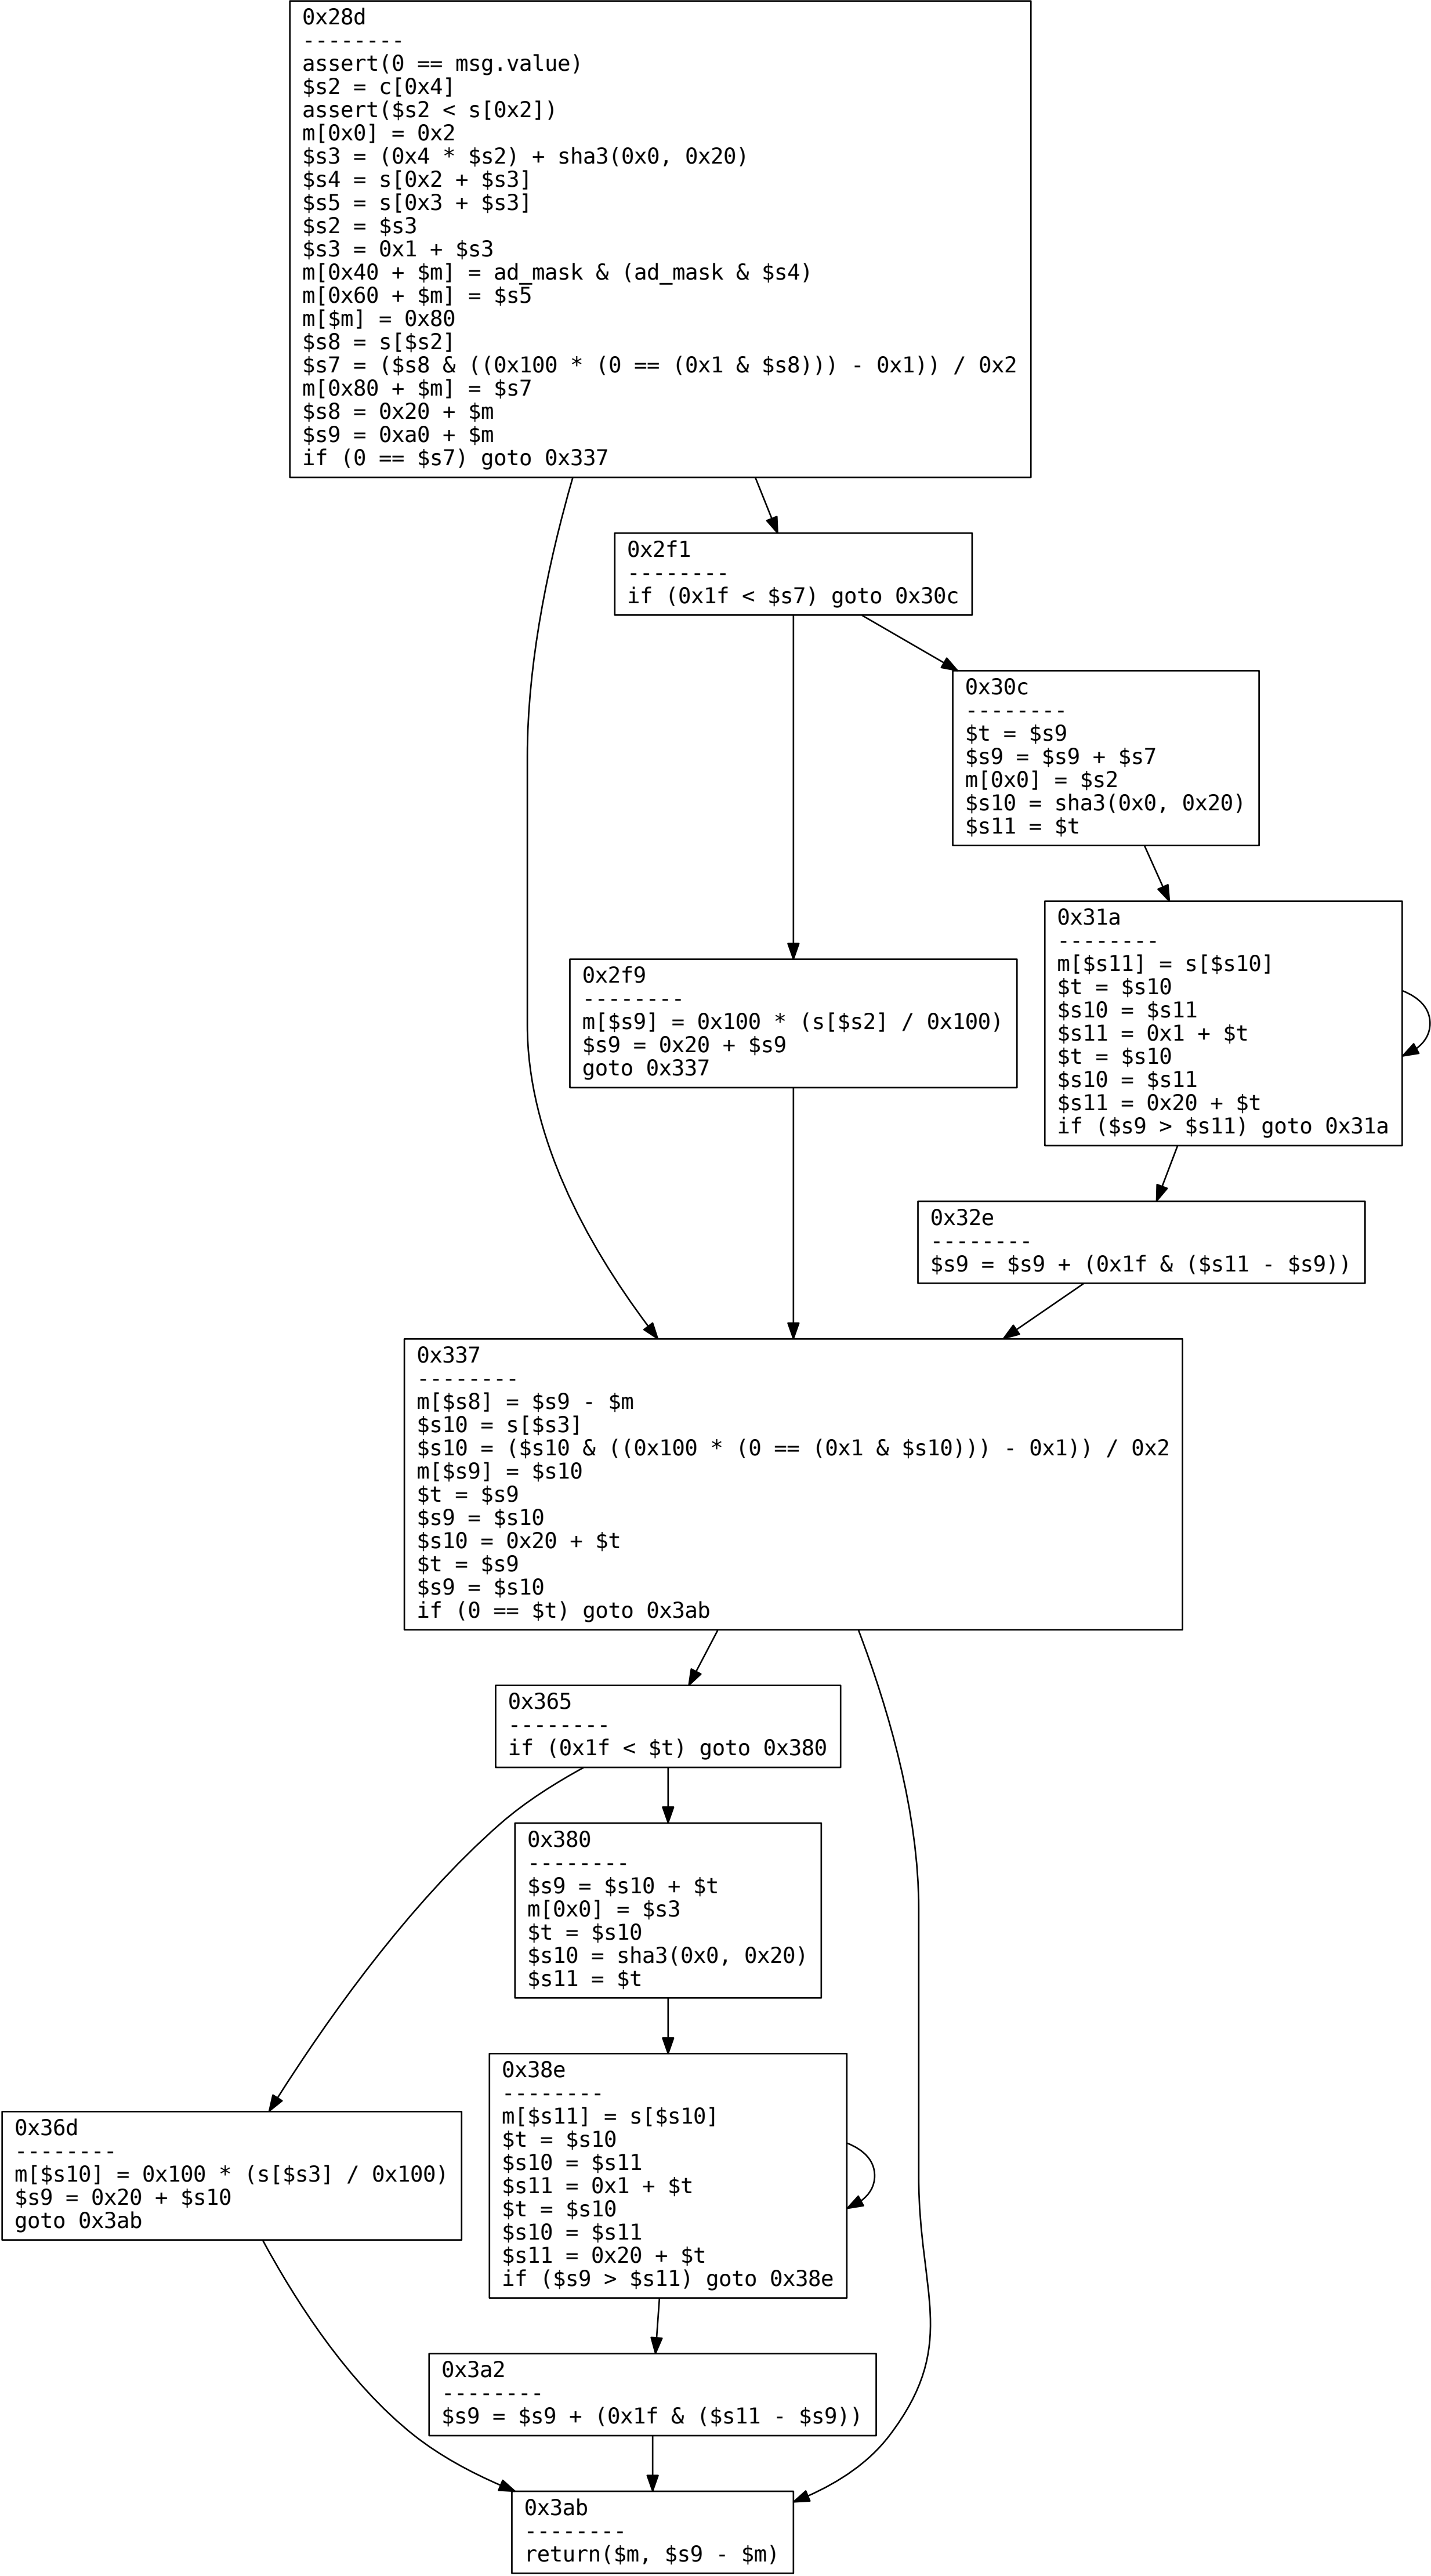 0x28d
--------
assert(0 == msg.value)
$s2 = c[0x4]
assert($s2 < s[0x2])
m[0x0] = 0x2
$s3 = (0x4 * $s2) + sha3(0x0, 0x20)
$s4 = s[0x2 + $s3]
$s5 = s[0x3 + $s3]
$s2 = $s3
$s3 = 0x1 + $s3
m[0x40 + $m] = ad_mask & (ad_mask & $s4)
m[0x60 + $m] = $s5
m[$m] = 0x80
$s8 = s[$s2]
$s7 = ($s8 & ((0x100 * (0 == (0x1 & $s8))) - 0x1)) / 0x2
m[0x80 + $m] = $s7
$s8 = 0x20 + $m
$s9 = 0xa0 + $m
if (0 == $s7) goto 0x337
0x2f1
--------
if (0x1f < $s7) goto 0x30c
0x30c
--------
$t = $s9
$s9 = $s9 + $s7
m[0x0] = $s2
$s10 = sha3(0x0, 0x20)
$s11 = $t
0x31a
--------
m[$s11] = s[$s10]
$t = $s10
$s10 = $s11
$s11 = 0x1 + $t
$t = $s10
$s10 = $s11
$s11 = 0x20 + $t
if ($s9 > $s11) goto 0x31a
0x2f9
--------
m[$s9] = 0x100 * (s[$s2] / 0x100)
$s9 = 0x20 + $s9
goto 0x337
0x32e
--------
$s9 = $s9 + (0x1f & ($s11 - $s9))
0x337
--------
m[$s8] = $s9 - $m
$s10 = s[$s3]
$s10 = ($s10 & ((0x100 * (0 == (0x1 & $s10))) - 0x1)) / 0x2
m[$s9] = $s10
$t = $s9
$s9 = $s10
$s10 = 0x20 + $t
$t = $s9
$s9 = $s10
if (0 == $t) goto 0x3ab
0x365
--------
if (0x1f < $t) goto 0x380
0x380
--------
$s9 = $s10 + $t
m[0x0] = $s3
$t = $s10
$s10 = sha3(0x0, 0x20)
$s11 = $t
0x38e
--------
m[$s11] = s[$s10]
$t = $s10
$s10 = $s11
$s11 = 0x1 + $t
$t = $s10
$s10 = $s11
$s11 = 0x20 + $t
if ($s9 > $s11) goto 0x38e
0x36d
--------
m[$s10] = 0x100 * (s[$s3] / 0x100)
$s9 = 0x20 + $s10
goto 0x3ab
0x3a2
--------
$s9 = $s9 + (0x1f & ($s11 - $s9))
0x3ab
--------
return($m, $s9 - $m)